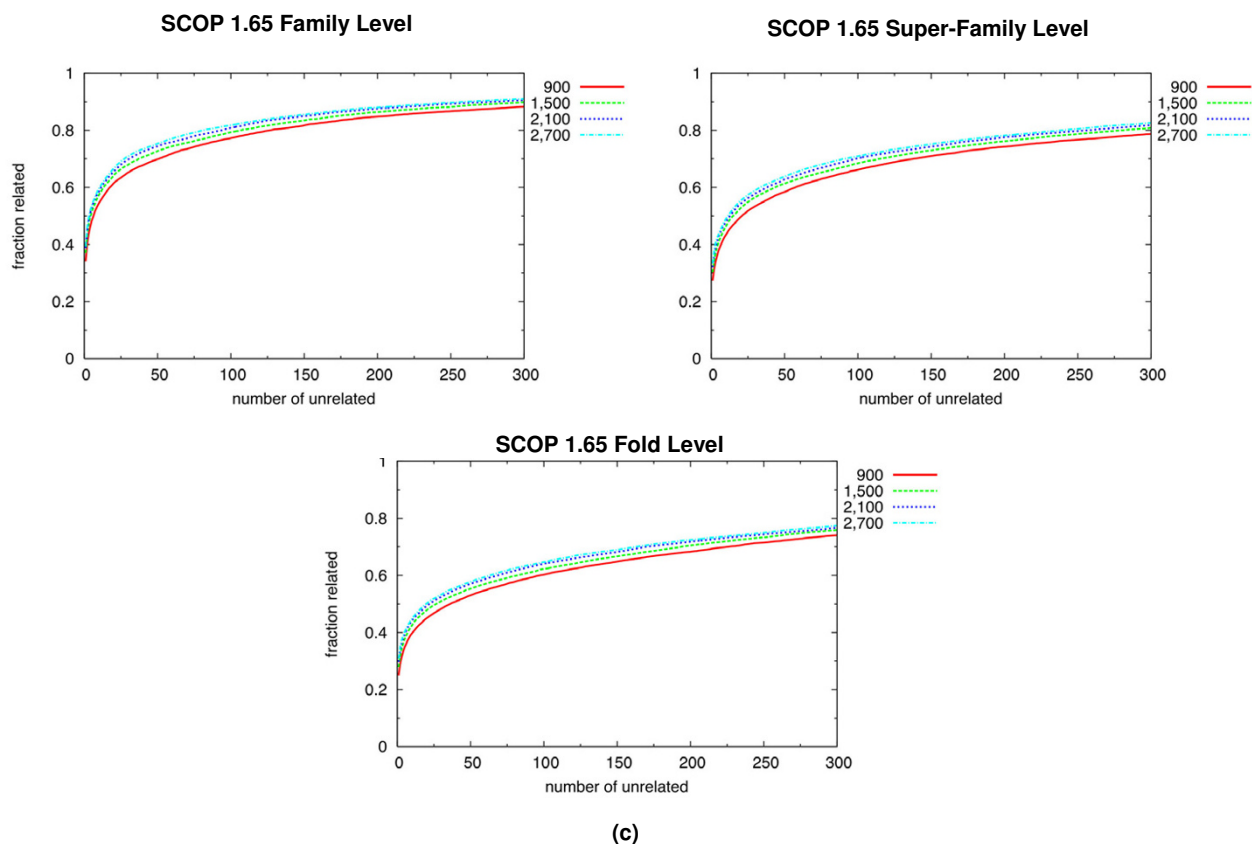 SCOP 1.65 Family Level
1
0.8
0.6
0.4
0.2
0
0 50 100 150 200 250 300
fraction related
number of unrelated
900
1,500
2,100
2,700
SCOP 1.65 Super-Family Level
1
0.8
0.6
0.4
0.2
0
0 50 100 150 200 250 300
number of unrelated
900
1,500
2,100
2,700
SCOP 1.65 Fold Level
1
0.8
0.6
0.4
0.2
0
0 50 100 150 200 250 300
fraction related
number of unrelated
900
1,500
2,100
2,700
(c)